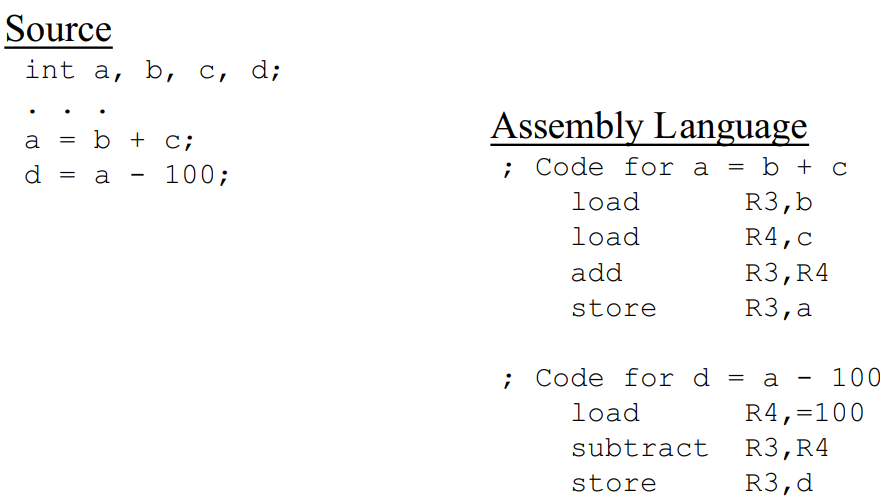 Source
int a, b, c, d;
. . .
a = b + c;
d = a - 100;
Assembly Language
; Code for a = b + c
load R3,b
load R4,c
add R3,R4
store R3,a
; Code for d = a - 100
load R4,=100
subtract R3,R4
store R3,d